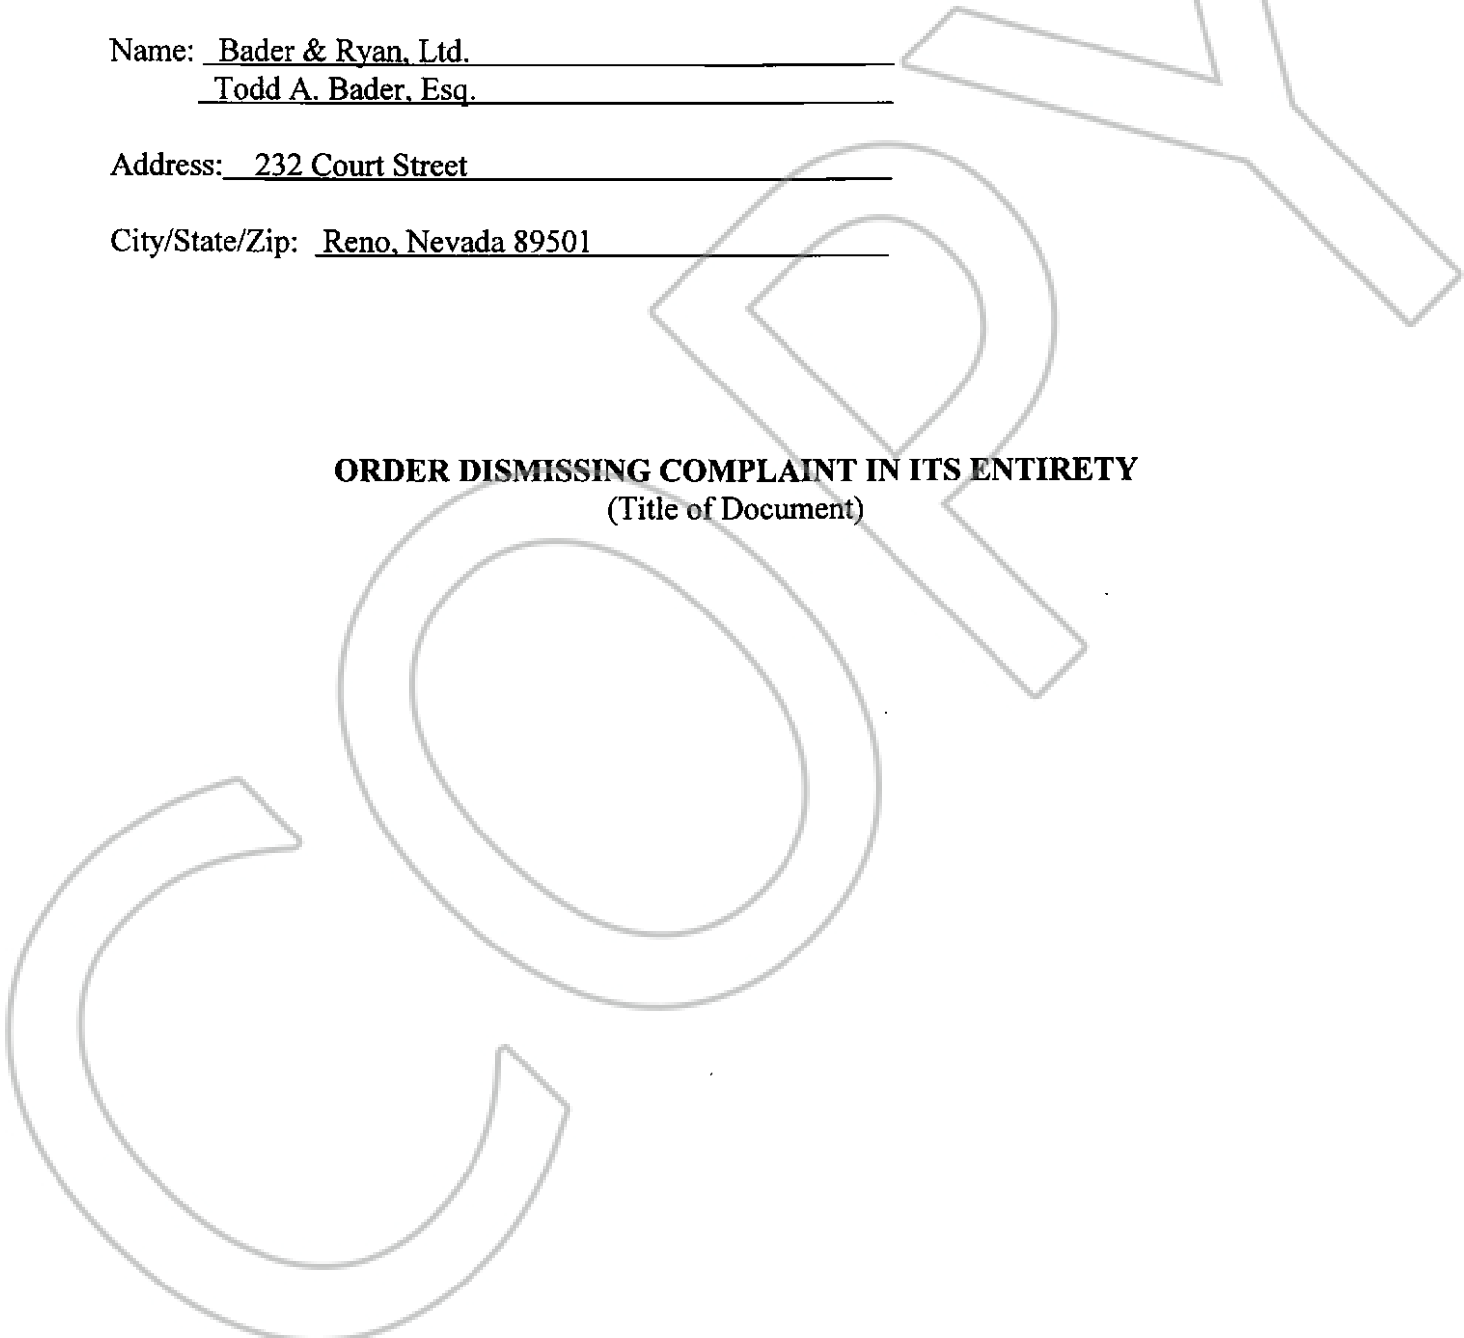 Name: Bader & Ryan, Ltd.
Todd A. Bader, Esq.
Address: 232 Court Street
City/State/Zip: Reno, Nevada 89501
ORDER DISMISSING COMPLAINT IN ITS ENTIRETY
(Title of Document)
COPY